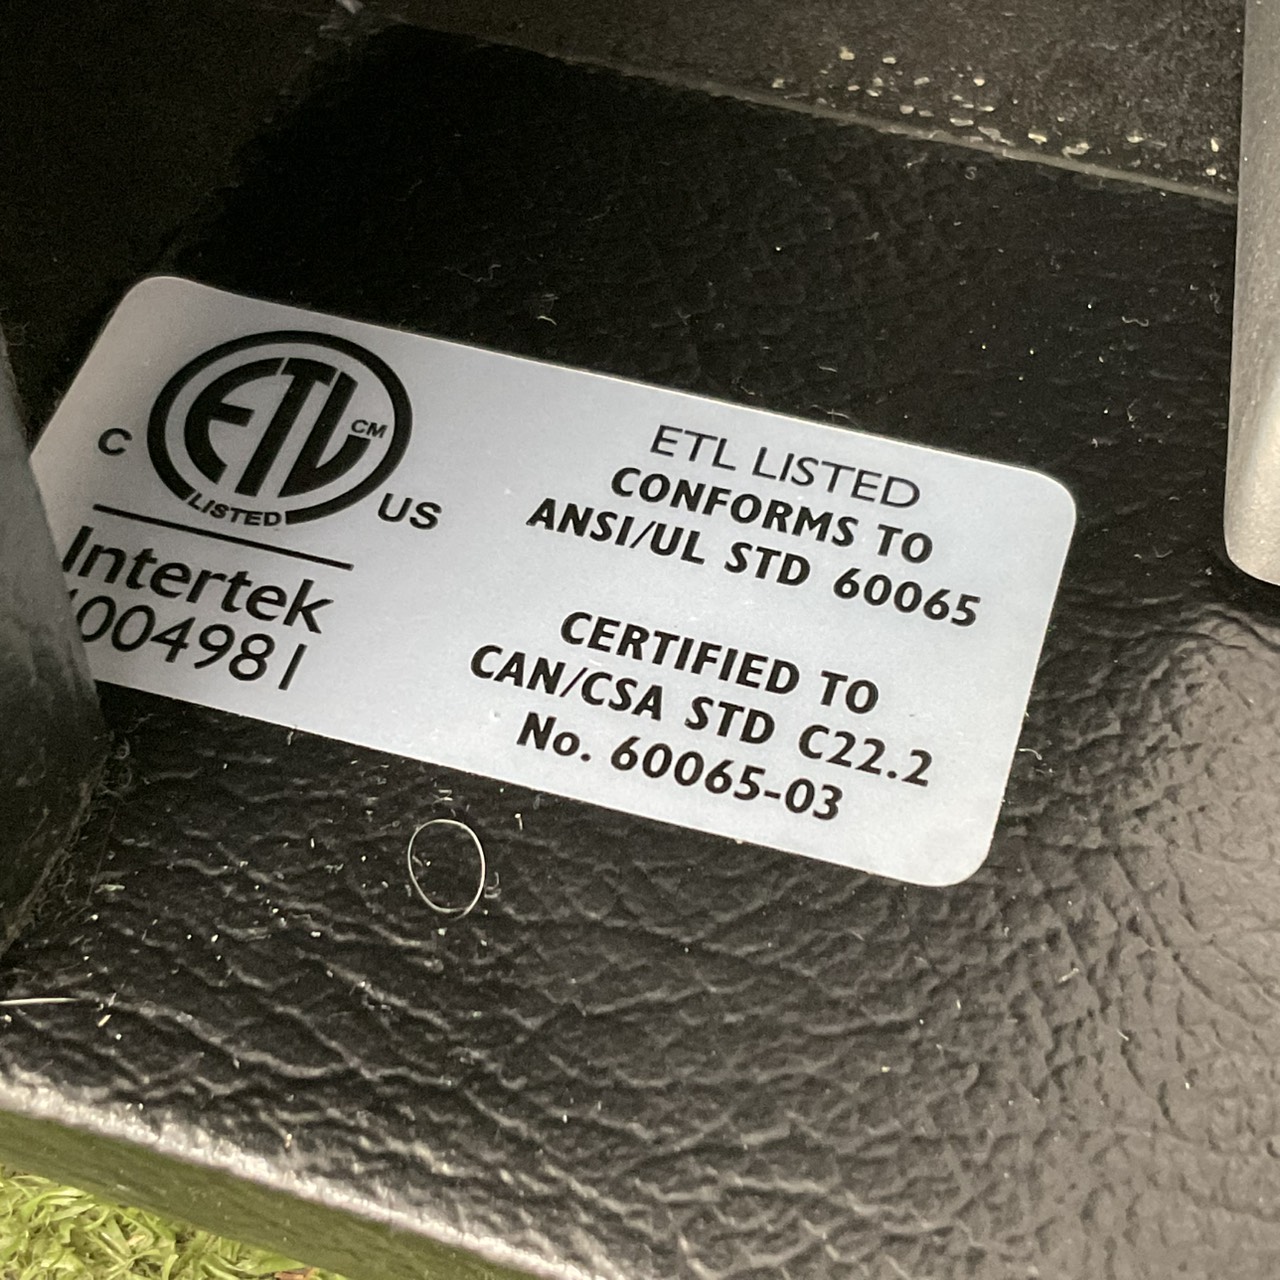 ETL
CM
LISTED
C
US
Intertek
ETL LISTED
CONFORMS TO
ANSI/UL STD 60065
CERTIFIED TO
CAN/CSA STD C22.2
No. 60065-03